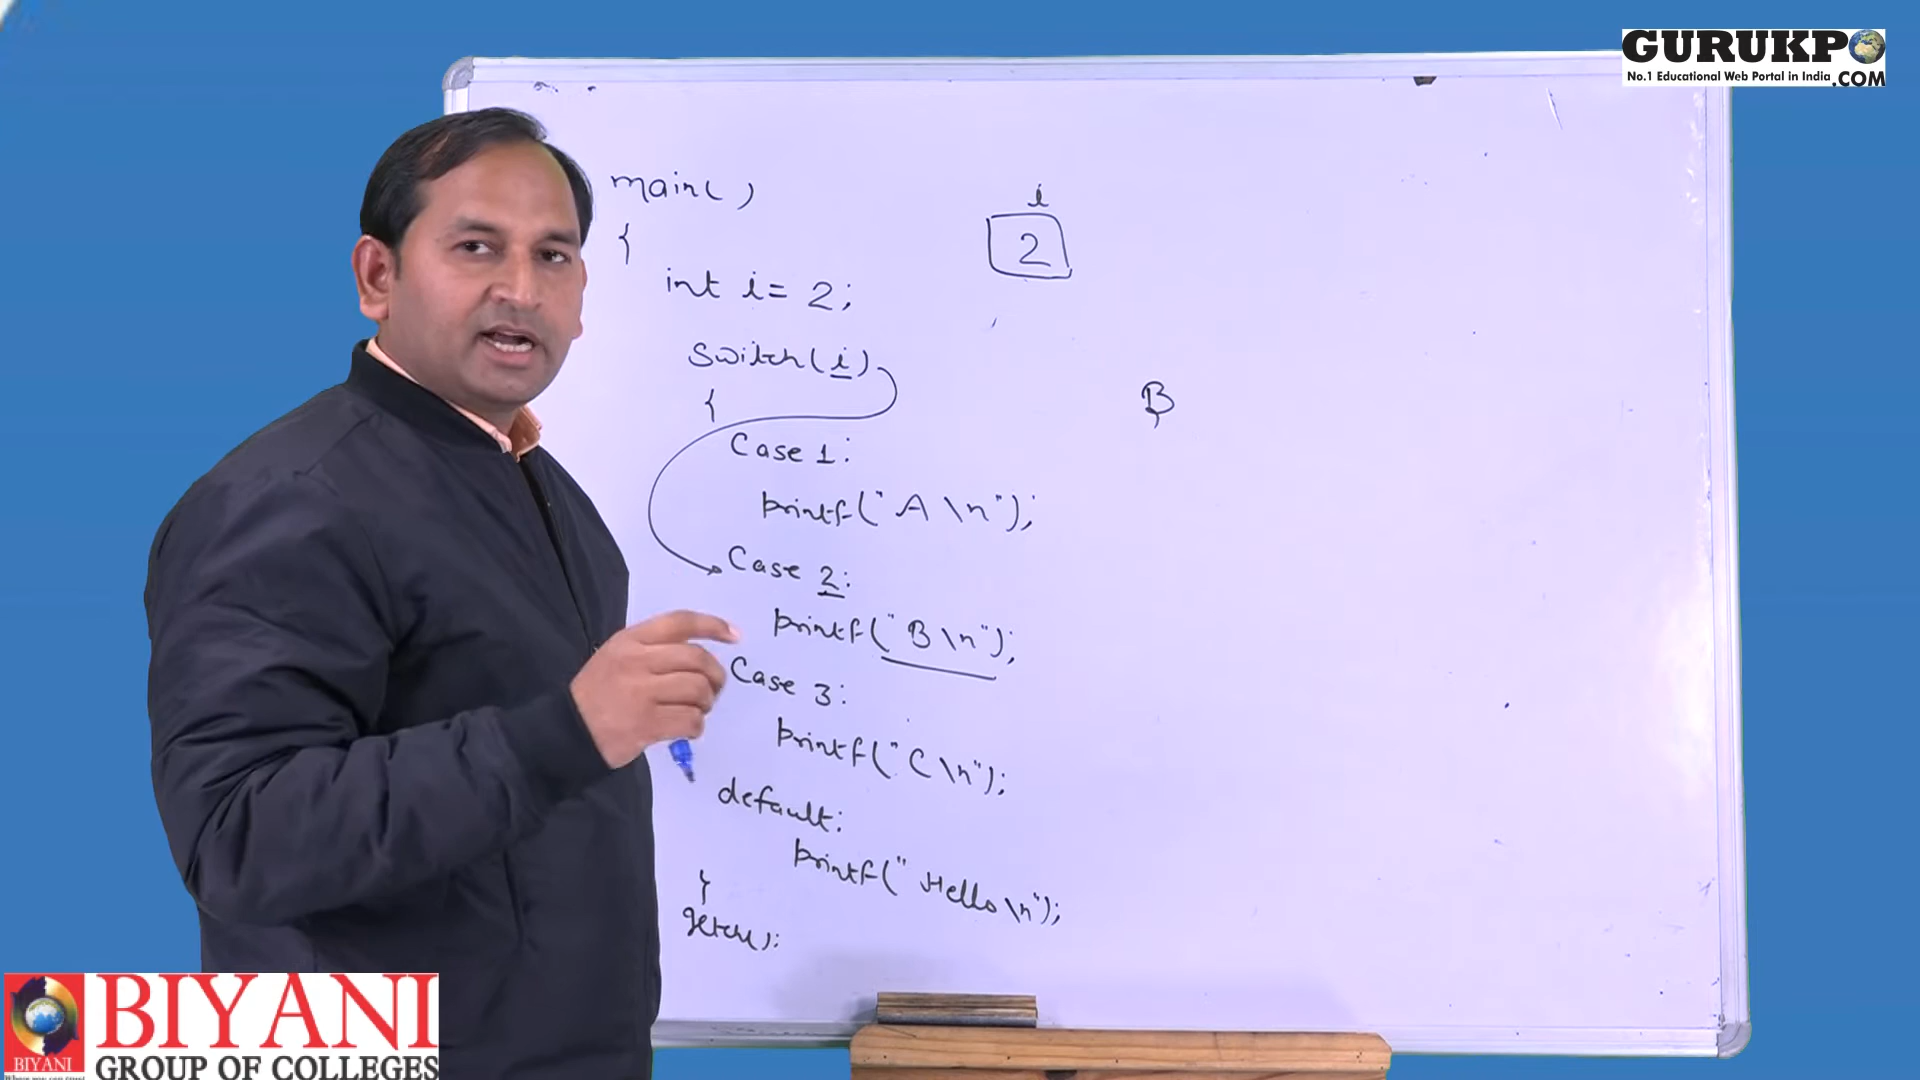 GURUKPO
No.1 Educational Web Portal in India .COM
main( )
{
int i = 2;
Switch(i)
{
Case 1:
printf("A \n");
Case 2:
printf("B \n");
Case 3:
printf("C \n");
default:
printf("Hello \n");
}
getch();
i
2
B
BIYANI
BIYANI
GROUP OF COLLEGES